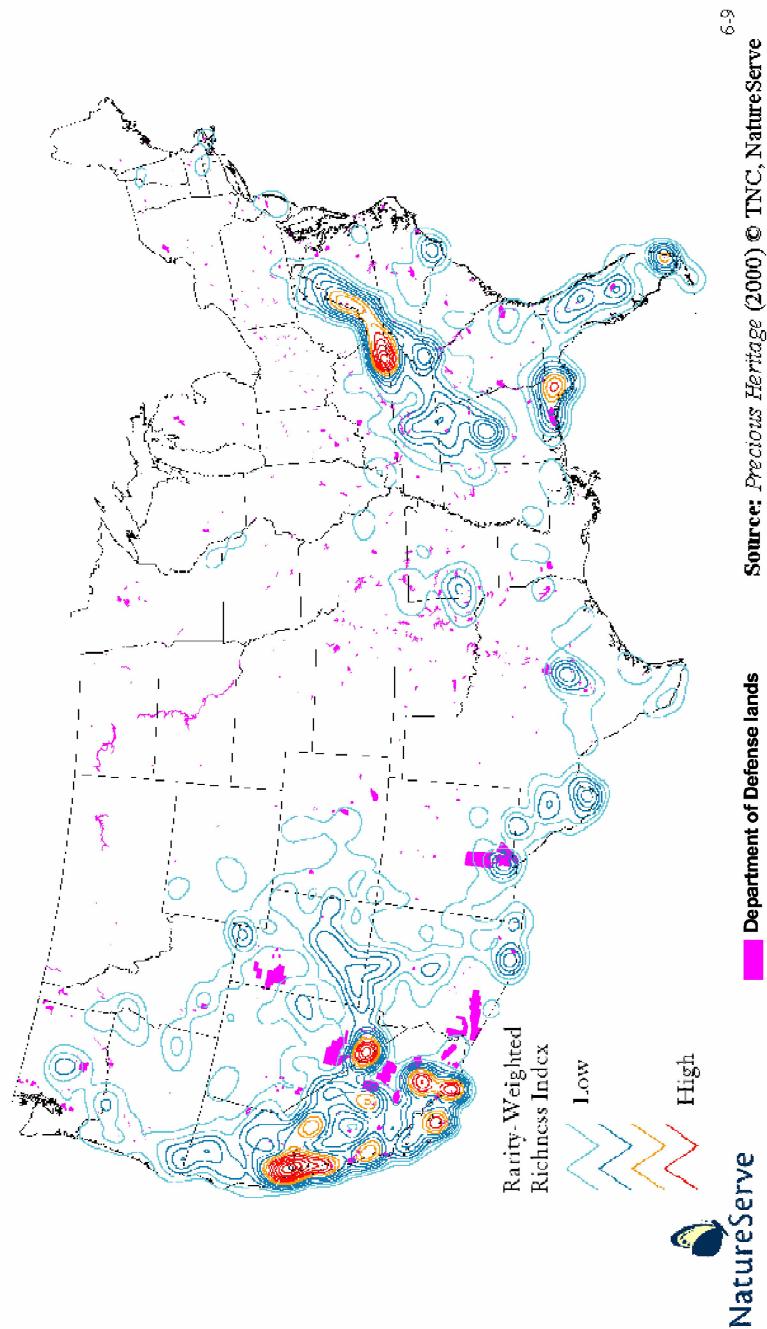 Rarity-Weighted
Richness Index
Low
High
NatureServe
Department of Defense lands
Source: Precious Heritage (2000) © TNC, NatureServe
6-9